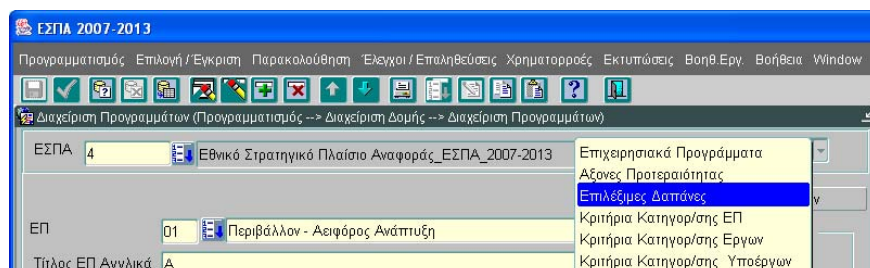 ΕΣΠΑ 2007-2013
Προγραμματισμός Επιλογή / Έγκριση Παρακολούθηση Έλεγχοι / Επαληθεύσεις Χρηματορροές Εκτυπώσεις Βοηθ.Εργ. Βοήθεια Window
Διαχείριση Προγραμμάτων (Προγραμματισμός --> Διαχείριση Δομής --> Διαχείριση Προγραμμάτων)
ΕΣΠΑ 4 Εθνικό Στρατηγικό Πλαίσιο Αναφοράς_ΕΣΠΑ_2007-2013
Επιχειρησιακά Προγράμματα
Αξονες Προτεραιότητας
Επιλέξιμες Δαπάνες
Κριτήρια Κατηγορ/σης ΕΠ
Κριτήρια Κατηγορ/σης Εργων
Κριτήρια Κατηγορ/σης Υποέργων
ΕΠ 01 Περιβάλλον - Αειφόρος Ανάπτυξη
Τίτλος ΕΠ Αγγλικά Α